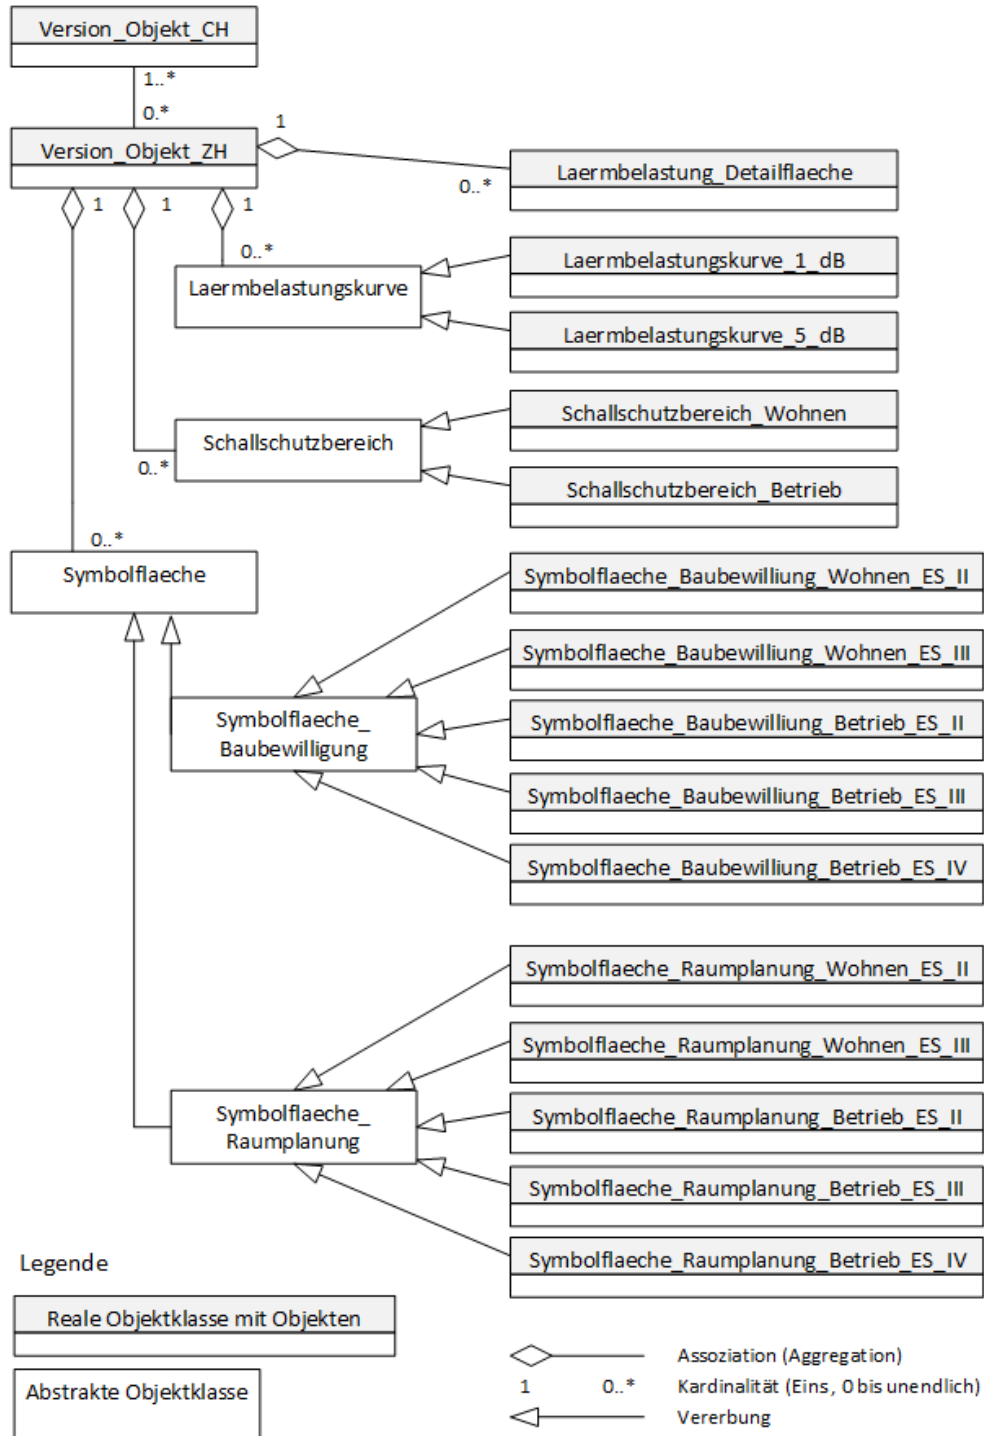 Version_Objekt_CH
1..*
0.*
Version_Objekt_ZH
1
0..*
Laermbelastung_Detailflaeche
1
1
1
0..*
Laermbelastungskurve
Laermbelastungskurve_1_dB
Laermbelastungskurve_5_dB
Schallschutzbereich
0..*
Schallschutzbereich_Wohnen
Schallschutzbereich_Betrieb
0..*
Symbolflaeche
Symbolflaeche_Baubewilliung_Wohnen_ES_II
Symbolflaeche_Baubewilliung_Wohnen_ES_III
Symbolflaeche_
Baubewilligung
Symbolflaeche_Baubewilliung_Betrieb_ES_II
Symbolflaeche_Baubewilliung_Betrieb_ES_III
Symbolflaeche_Baubewilliung_Betrieb_ES_IV
Symbolflaeche_Raumplanung_Wohnen_ES_II
Symbolflaeche_Raumplanung_Wohnen_ES_III
Symbolflaeche_
Raumplanung
Symbolflaeche_Raumplanung_Betrieb_ES_II
Symbolflaeche_Raumplanung_Betrieb_ES_III
Symbolflaeche_Raumplanung_Betrieb_ES_IV
Legende
Reale Objektklasse mit Objekten
Abstrakte Objektklasse
Assoziation (Aggregation)
1 0..* Kardinalität (Eins, 0 bis unendlich)
Vererbung